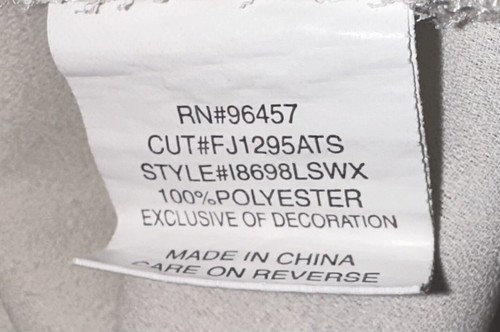 RN#96457
CUT#FJ1295ATS
STYLE#I8698LSWX
100%POLYESTER
EXCLUSIVE OF DECORATION
MADE IN CHINA
CARE ON REVERSE